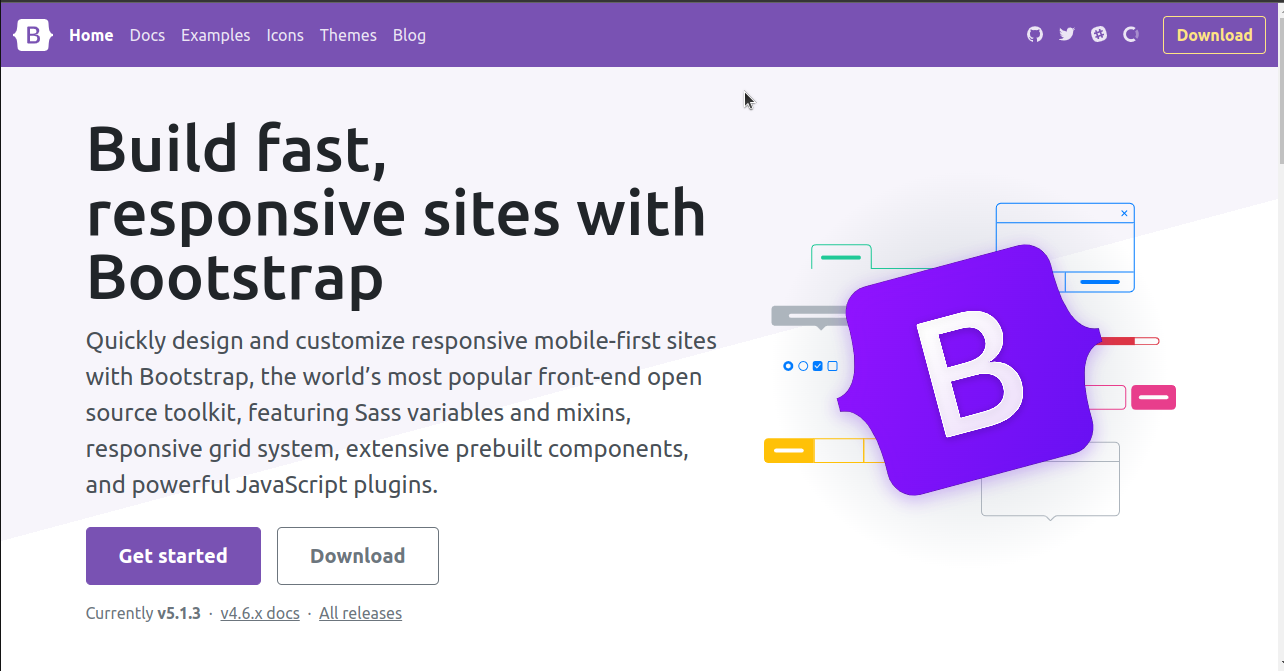 B Home Docs Examples Icons Themes Blog Download
Build fast,
responsive sites with
Bootstrap
Quickly design and customize responsive mobile-first sites
with Bootstrap, the world’s most popular front-end open
source toolkit, featuring Sass variables and mixins,
responsive grid system, extensive prebuilt components,
and powerful JavaScript plugins.
Get started Download
Currently v5.1.3 · v4.6.x docs · All releases
B